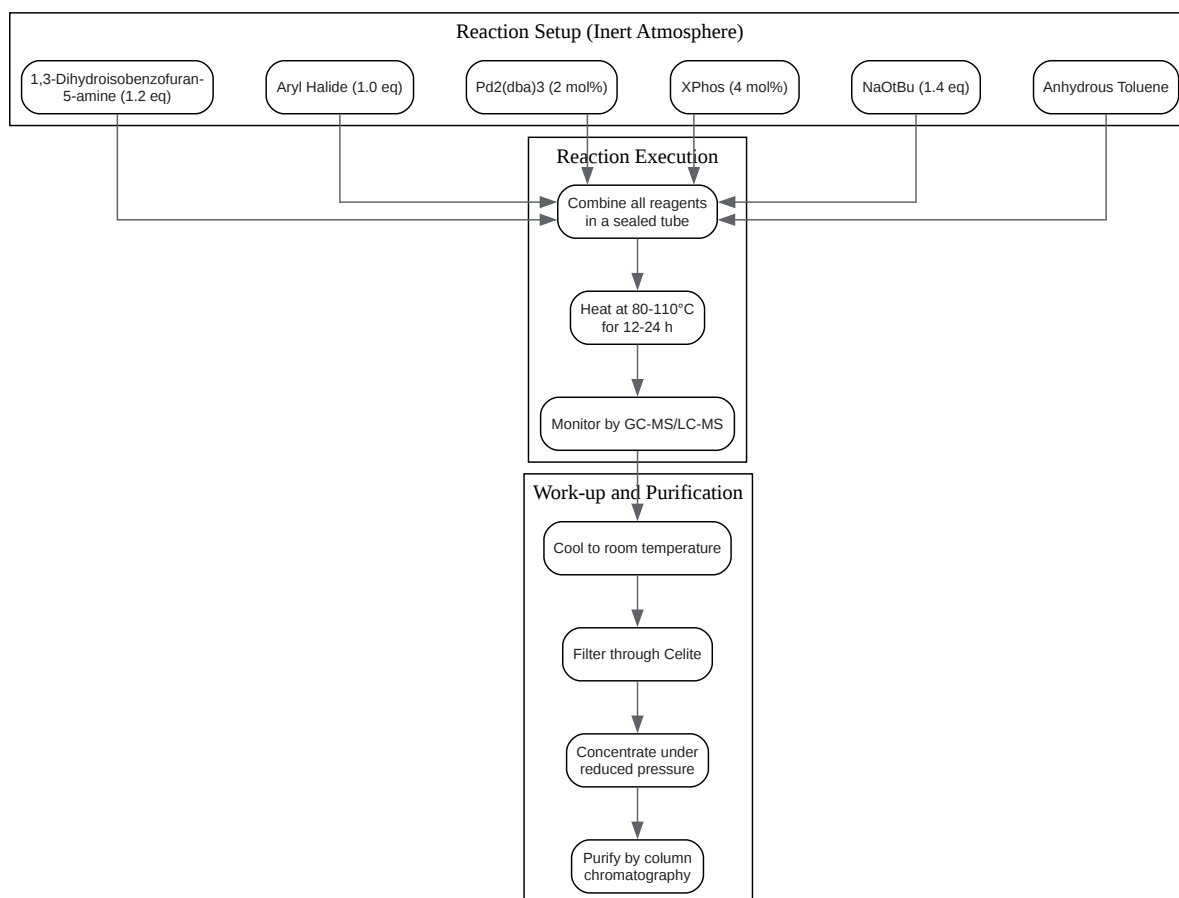 Reaction Setup (Inert Atmosphere)
1,3-Dihydroisobenzofuran-
5-amine (1.2 eq)
Aryl Halide (1.0 eq)
Pd2(dba)3 (2 mol%)
XPhos (4 mol%)
NaOtBu (1.4 eq)
Anhydrous Toluene
Reaction Execution
Combine all reagents
in a sealed tube
Heat at 80-110°C
for 12-24 h
Monitor by GC-MS/LC-MS
Work-up and Purification
Cool to room temperature
Filter through Celite
Concentrate under
reduced pressure
Purify by column
chromatography